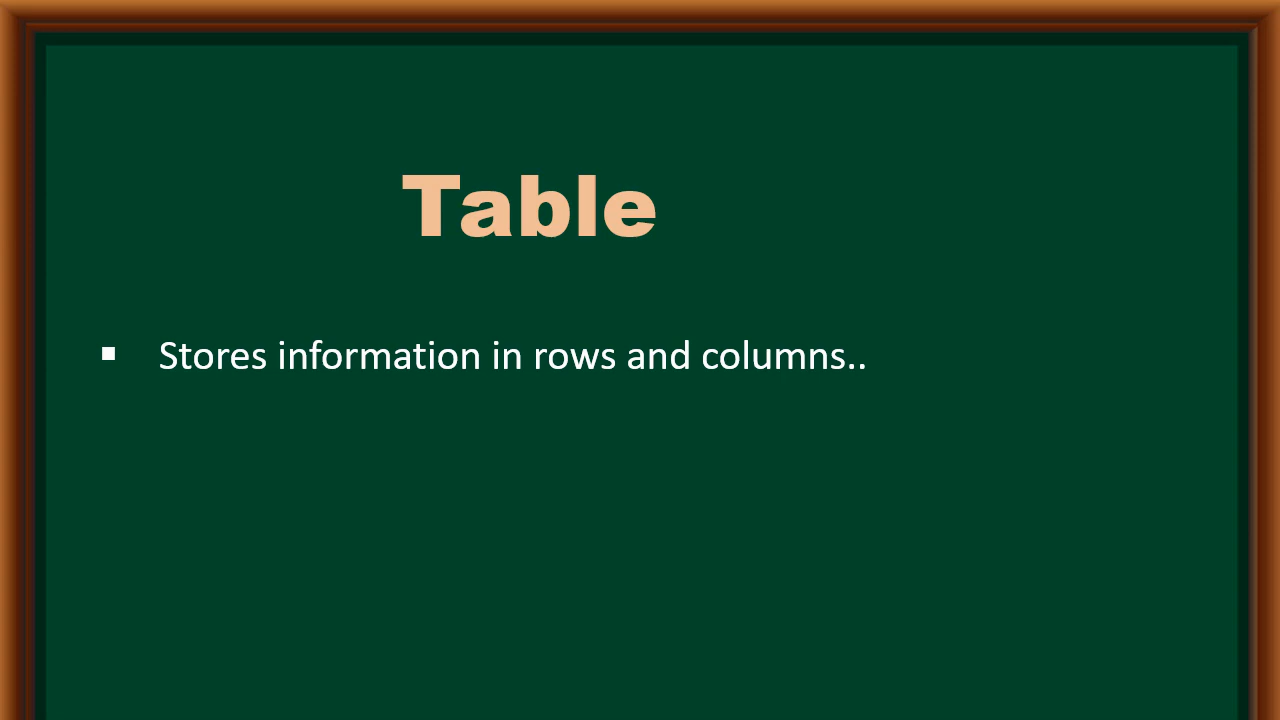 Table
▪ Stores information in rows and columns..